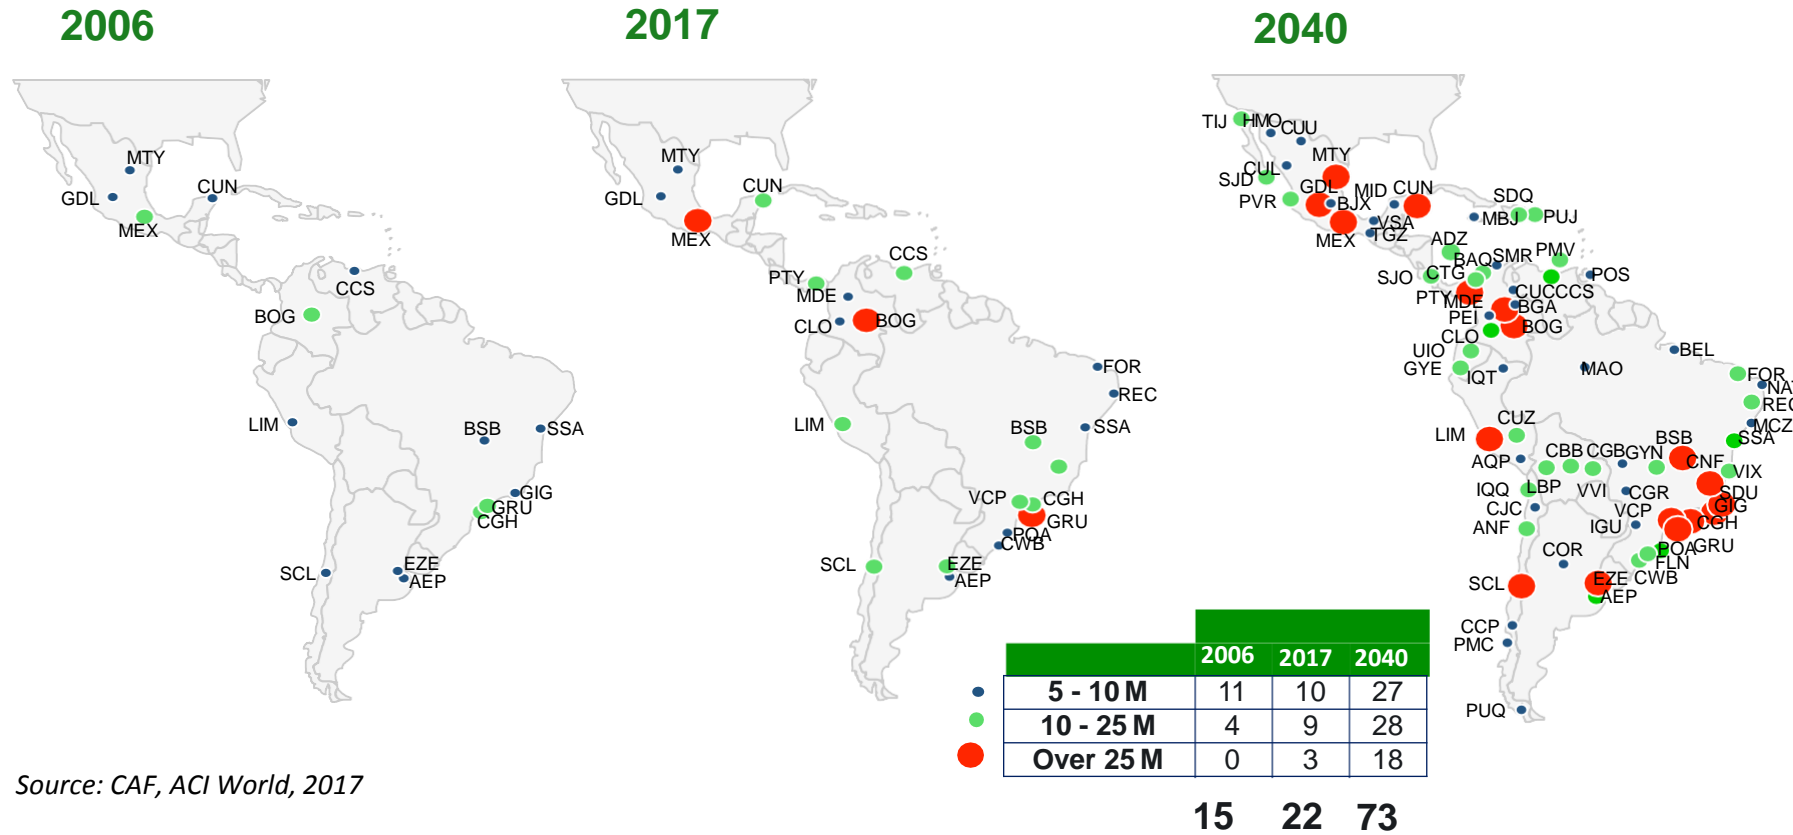 2006
2017
2040
MTY
GDL
CUN
MEX
CCS
BOG
LIM
BSB
SSA
GIG
GRU
CGH
EZE
SCL
AEP
MTY
GDL
CUN
MEX
CCS
PTY
MDE
CLO
BOG
FOR
REC
LIM
BSB
SSA
VCP
CGH
GRU
POA
CWB
SCL
EZE
AEP
TIJ
HMO
CUU
MTY
CUL
SJD
GDL
MID
CUN
SDQ
PVR
BJX
MBJ
PUJ
VSA
MEX
TGZ
ADZ
PMV
BAQ
SMR
SJO
CTG
POS
PTY
MDE
CUC
CCS
BGA
PEI
BOG
CLO
UIO
BEL
GYE
IQT
MAO
FOR
NAT
REC
CUZ
MCZ
LIM
BSB
SSA
AQP
CBB
CGB
GYN
CNF
VIX
IQQ
LBP
VVI
CGR
SDU
CJC
VCP
GIG
ANF
IGU
CGH
COR
POA
GRU
FLN
SCL
EZE
CWB
AEP
CCP
PMC
PUQ
2006 2017 2040
5 - 10 M 11 10 27
10 - 25 M 4 9 28
Over 25 M 0 3 18
15 22 73
Source: CAF, ACI World, 2017